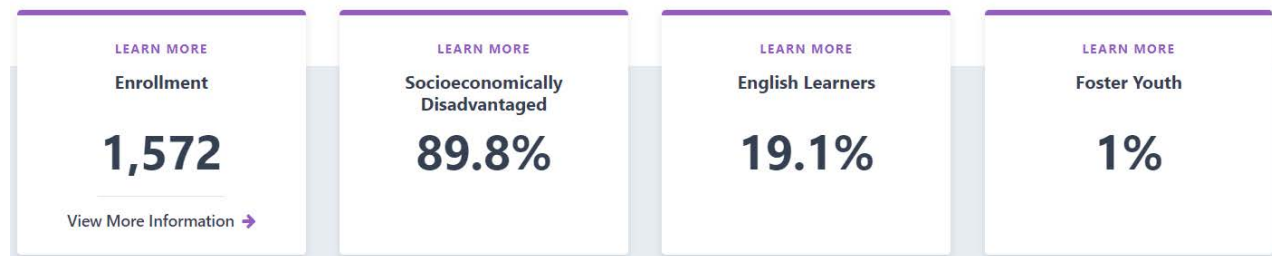 LEARN MORE
Enrollment
1,572
View More Information
LEARN MORE
Socioeconomically
Disadvantaged
89.8%
LEARN MORE
English Learners
19.1%
LEARN MORE
Foster Youth
1%